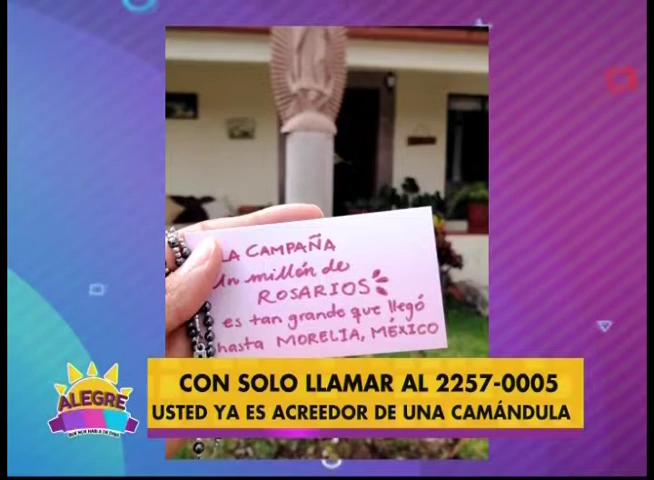 LA CAMPAÑA
Un millón de
ROSARIOS
es tan grande que llegó
hasta MORELIA, MÉXICO
CON SOLO LLAMAR AL 2257-0005
USTED YA ES ACREEDOR DE UNA CAMÁNDULA
ALEGRE